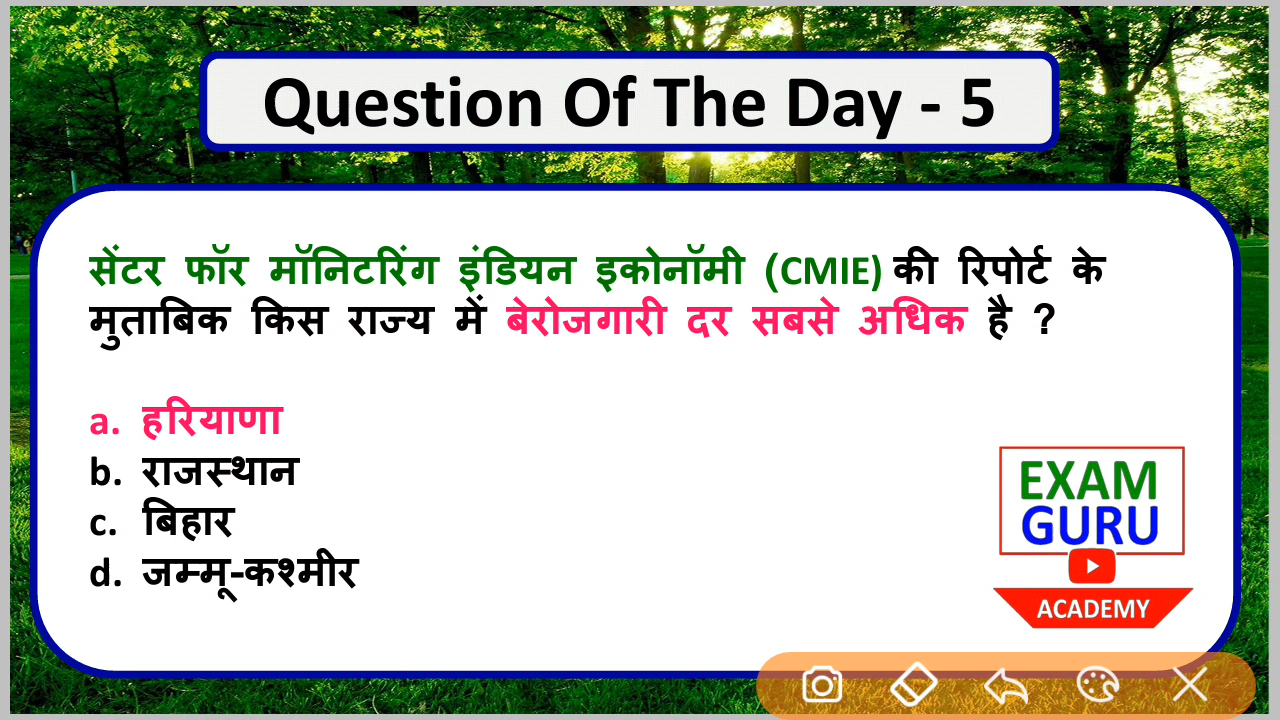 Question Of The Day - 5
सेंटर फॉर मॉनिटरिंग इंडियन इकोनॉमी (CMIE) की रिपोर्ट के
मुताबिक किस राज्य में बेरोजगारी दर सबसे अधिक है ?
a. हरियाणा
b. राजस्थान
c. बिहार
d. जम्मू-कश्मीर
EXAM
GURU
ACADEMY